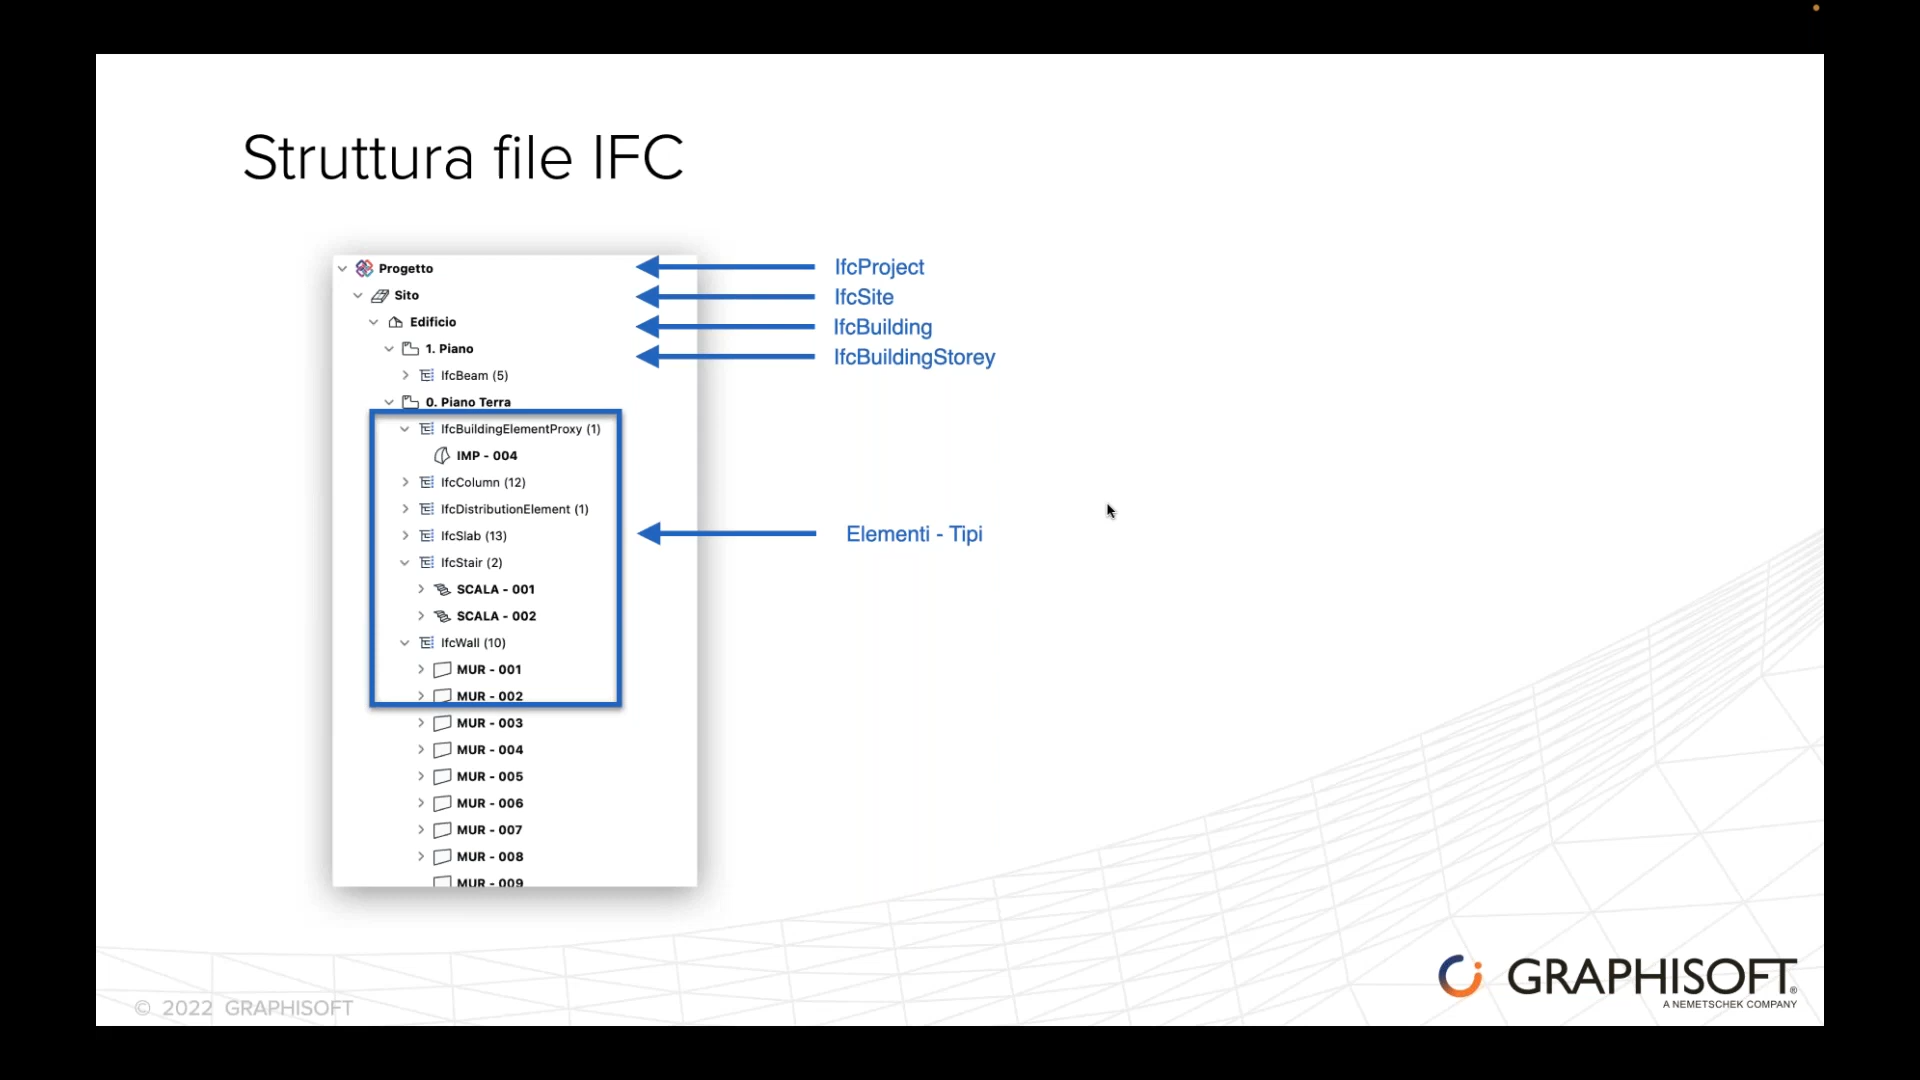 Struttura file IFC
Progetto
IfcProject
Sito
IfcSite
Edificio
IfcBuilding
1. Piano
IfcBuildingStorey
IfcBeam (5)
0. Piano Terra
IfcBuildingElementProxy (1)
IMP - 004
IfcColumn (12)
IfcDistributionElement (1)
IfcSlab (13)
Elementi - Tipi
IfcStair (2)
SCALA - 001
SCALA - 002
IfcWall (10)
MUR - 001
MUR - 002
MUR - 003
MUR - 004
MUR - 005
MUR - 006
MUR - 007
MUR - 008
MUR - 009
GRAPHISOFT®
A NEMETSCHEK COMPANY
© 2022 GRAPHISOFT